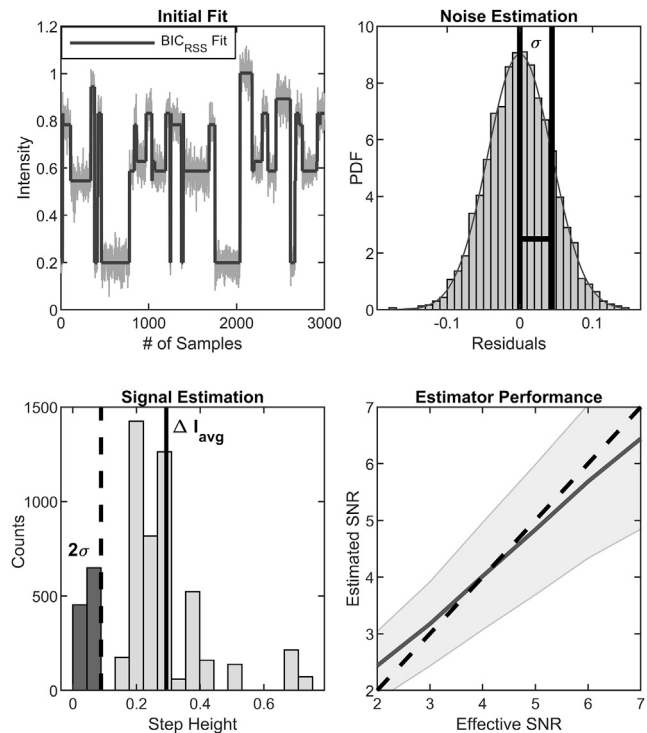 Initial Fit
BIC_RSS Fit
1.2
1
0.8
0.6
0.4
0.2
0
Intensity
0 1000 2000 3000
# of Samples
Noise Estimation
σ
10
8
6
4
2
0
PDF
-0.1 0 0.1
Residuals
Signal Estimation
Δ I_avg
2σ
1500
1000
500
0
Counts
0 0.2 0.4 0.6
Step Height
Estimator Performance
7
6
5
4
3
2
Estimated SNR
2 3 4 5 6 7
Effective SNR